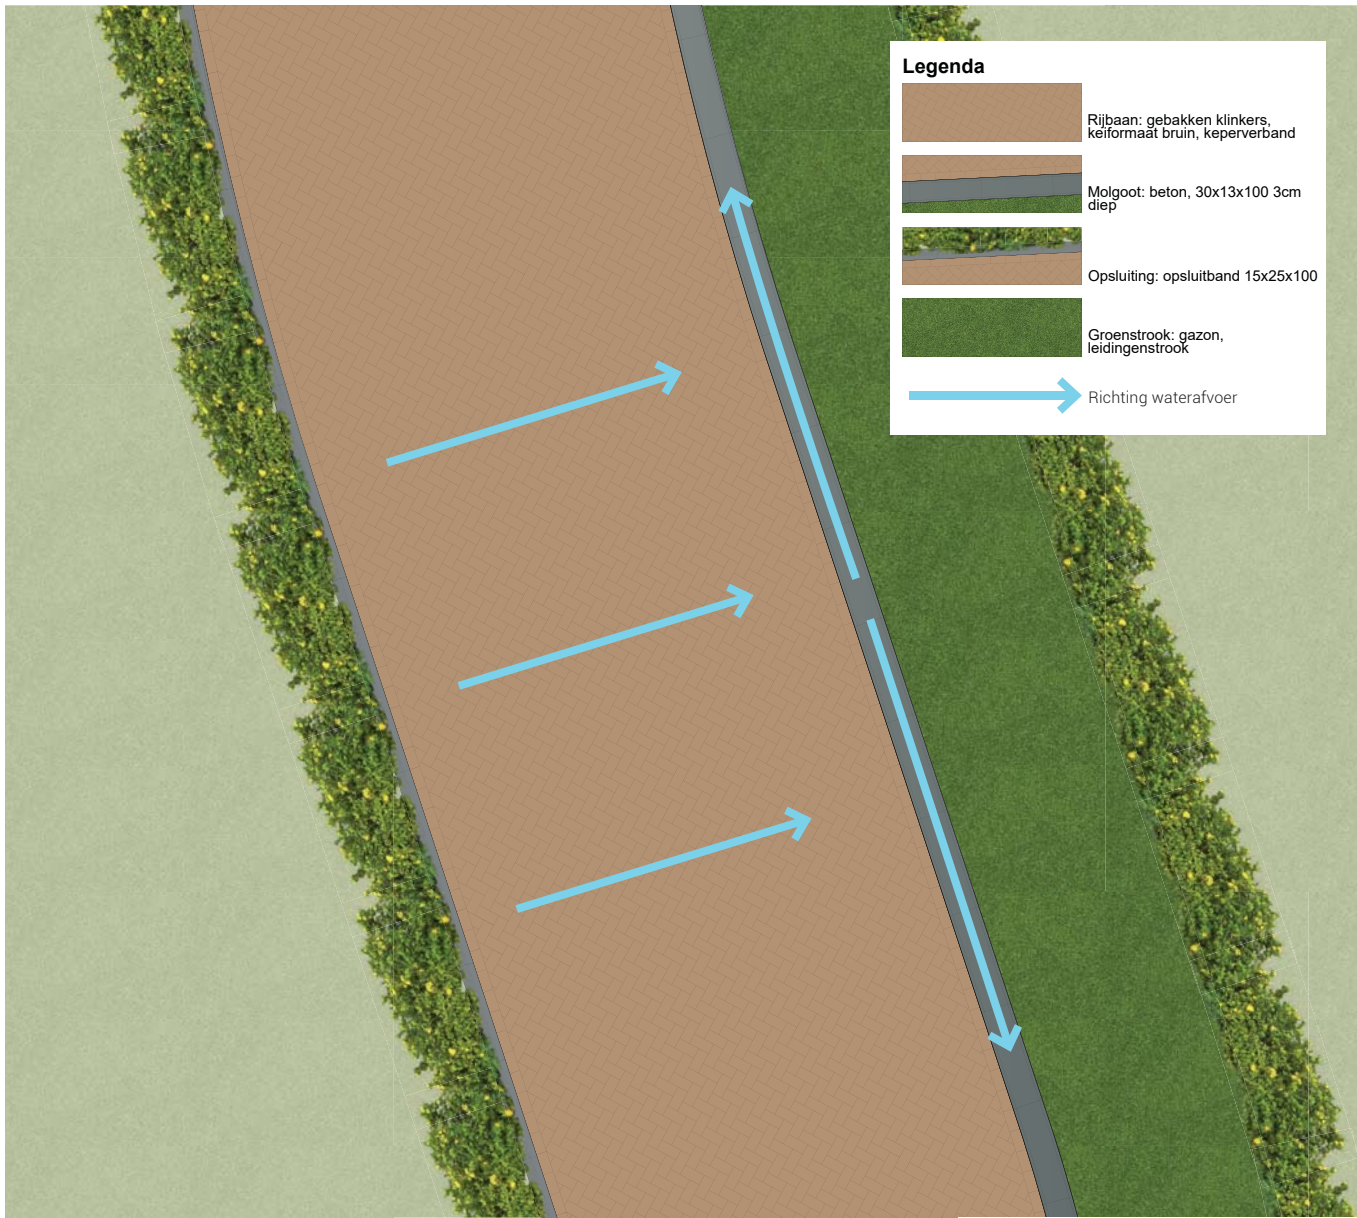 Legenda
Rijbaan: gebakken klinkers,
keiformaat bruin, keperverband
Molgoot: beton, 30x13x100 3cm
diep
Opsluiting: opsluitband 15x25x100
Groenstrook: gazon,
leidingenstrook
Richting waterafvoer